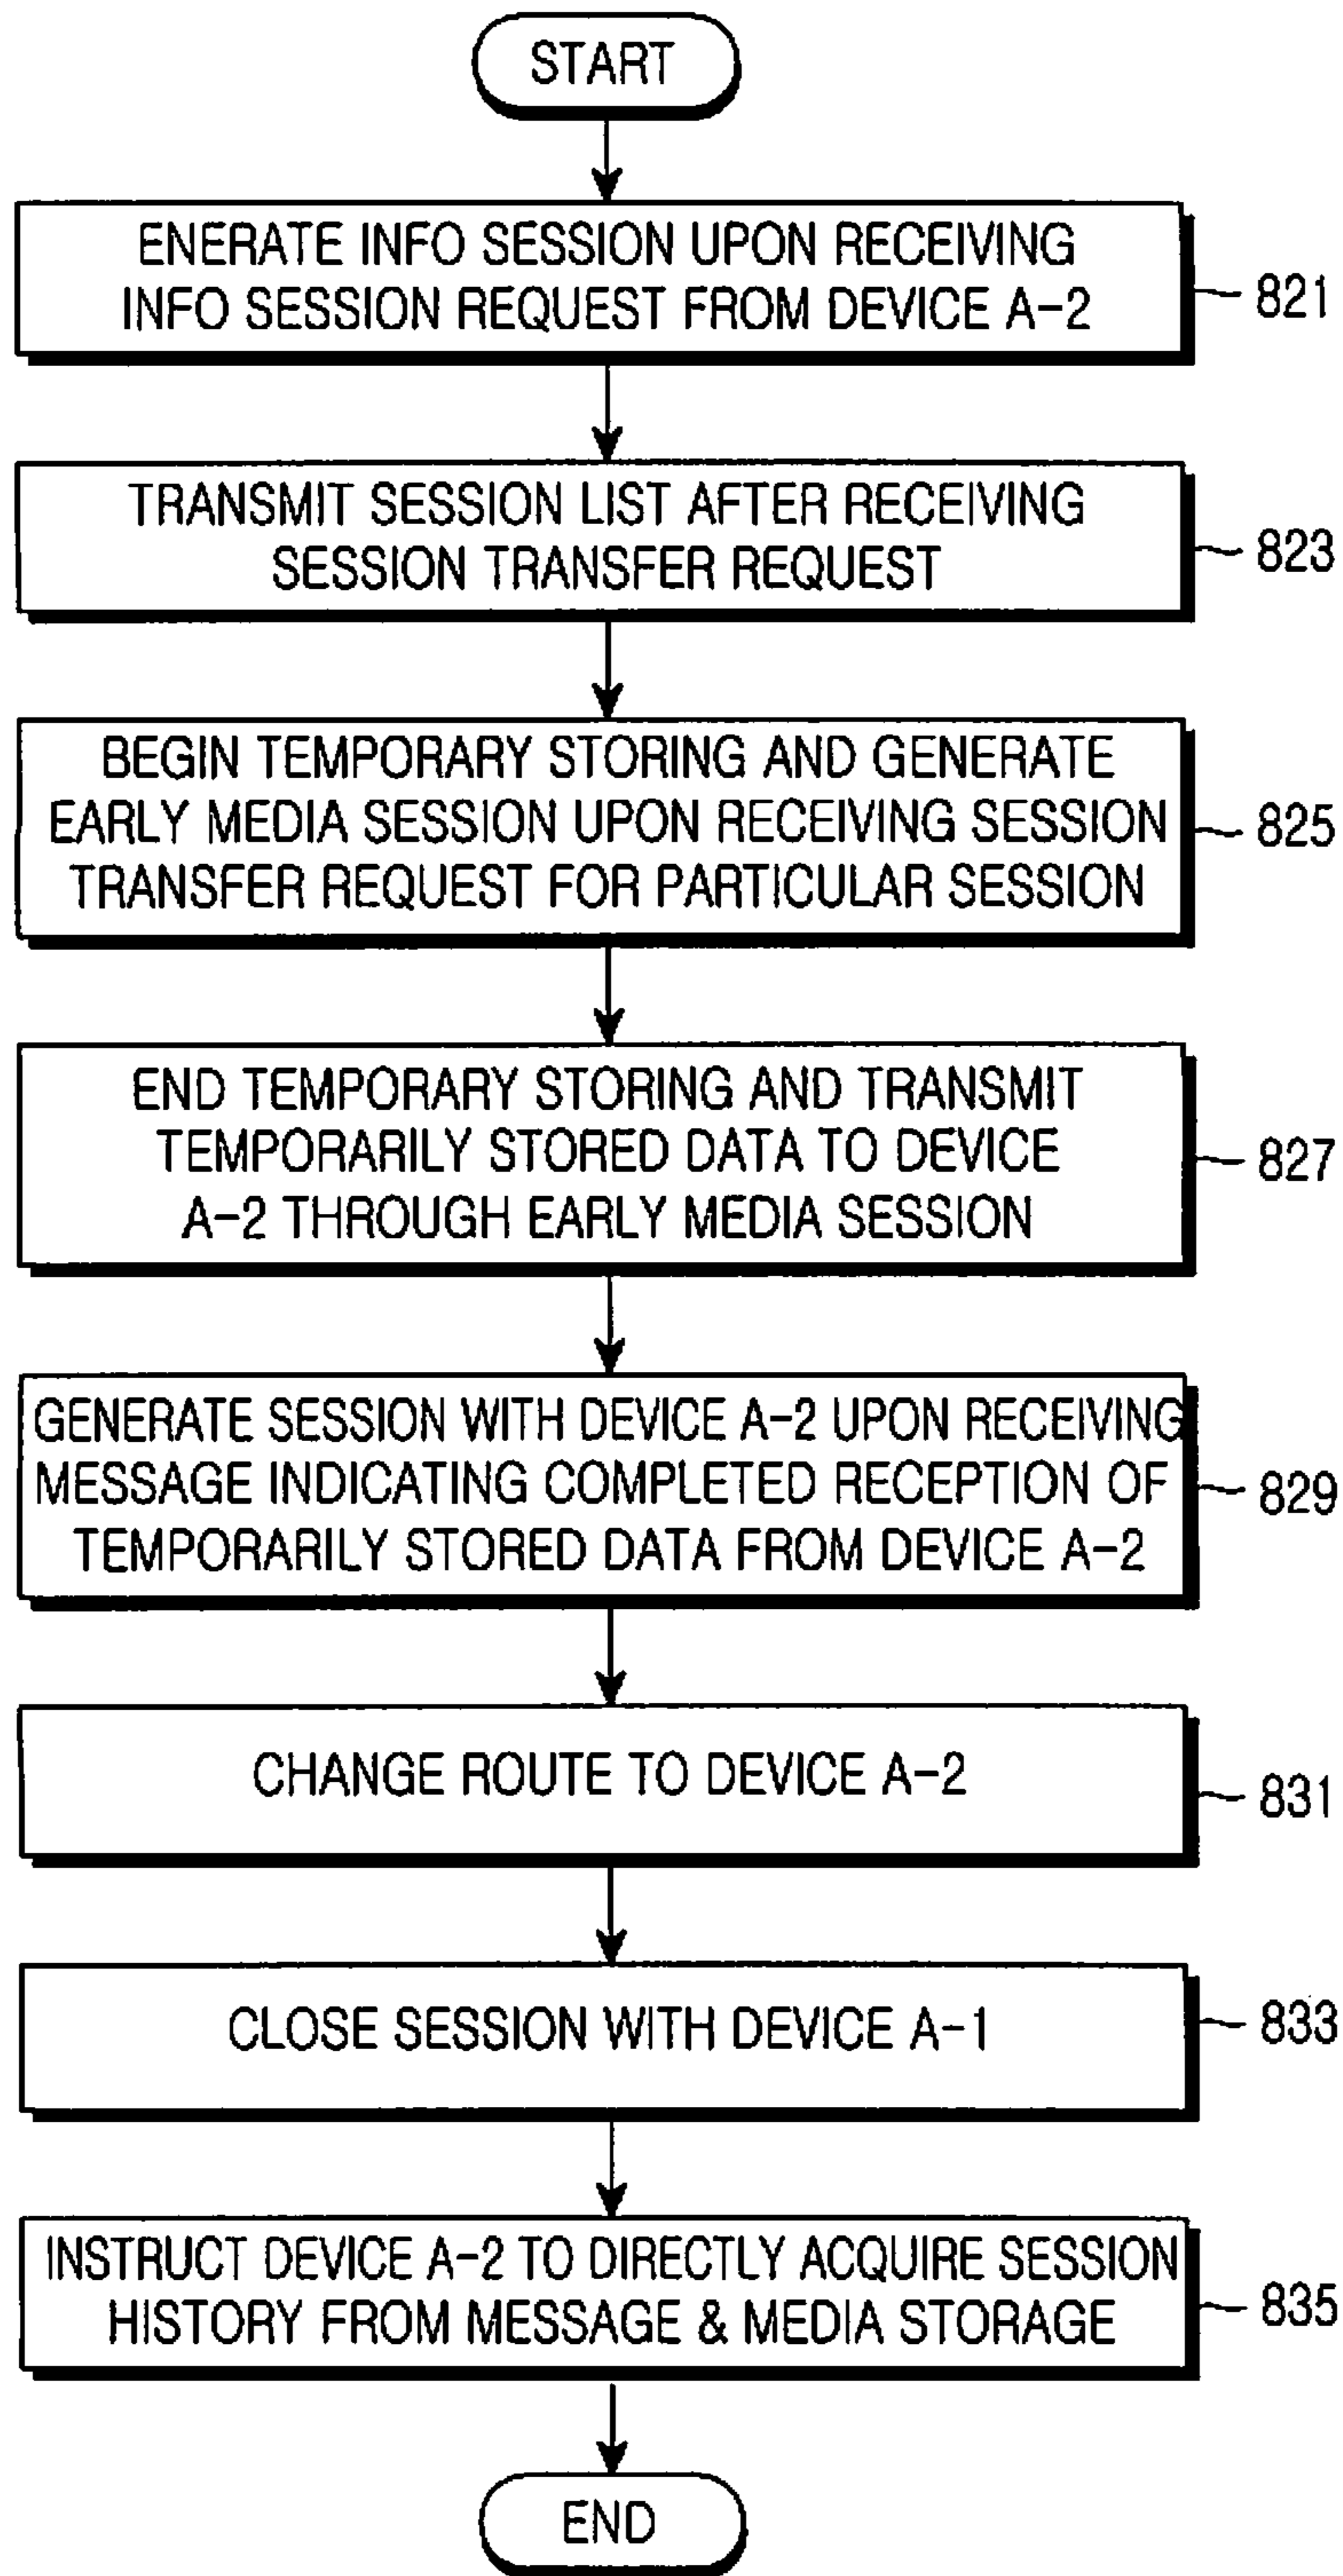 START
ENERATE INFO SESSION UPON RECEIVING
INFO SESSION REQUEST FROM DEVICE A-2
821
TRANSMIT SESSION LIST AFTER RECEIVING
SESSION TRANSFER REQUEST
823
BEGIN TEMPORARY STORING AND GENERATE
EARLY MEDIA SESSION UPON RECEIVING SESSION
TRANSFER REQUEST FOR PARTICULAR SESSION
825
END TEMPORARY STORING AND TRANSMIT
TEMPORARILY STORED DATA TO DEVICE
A-2 THROUGH EARLY MEDIA SESSION
827
GENERATE SESSION WITH DEVICE A-2 UPON RECEIVING
MESSAGE INDICATING COMPLETED RECEPTION OF
TEMPORARILY STORED DATA FROM DEVICE A-2
829
CHANGE ROUTE TO DEVICE A-2
831
CLOSE SESSION WITH DEVICE A-1
833
INSTRUCT DEVICE A-2 TO DIRECTLY ACQUIRE SESSION
HISTORY FROM MESSAGE & MEDIA STORAGE
835
END